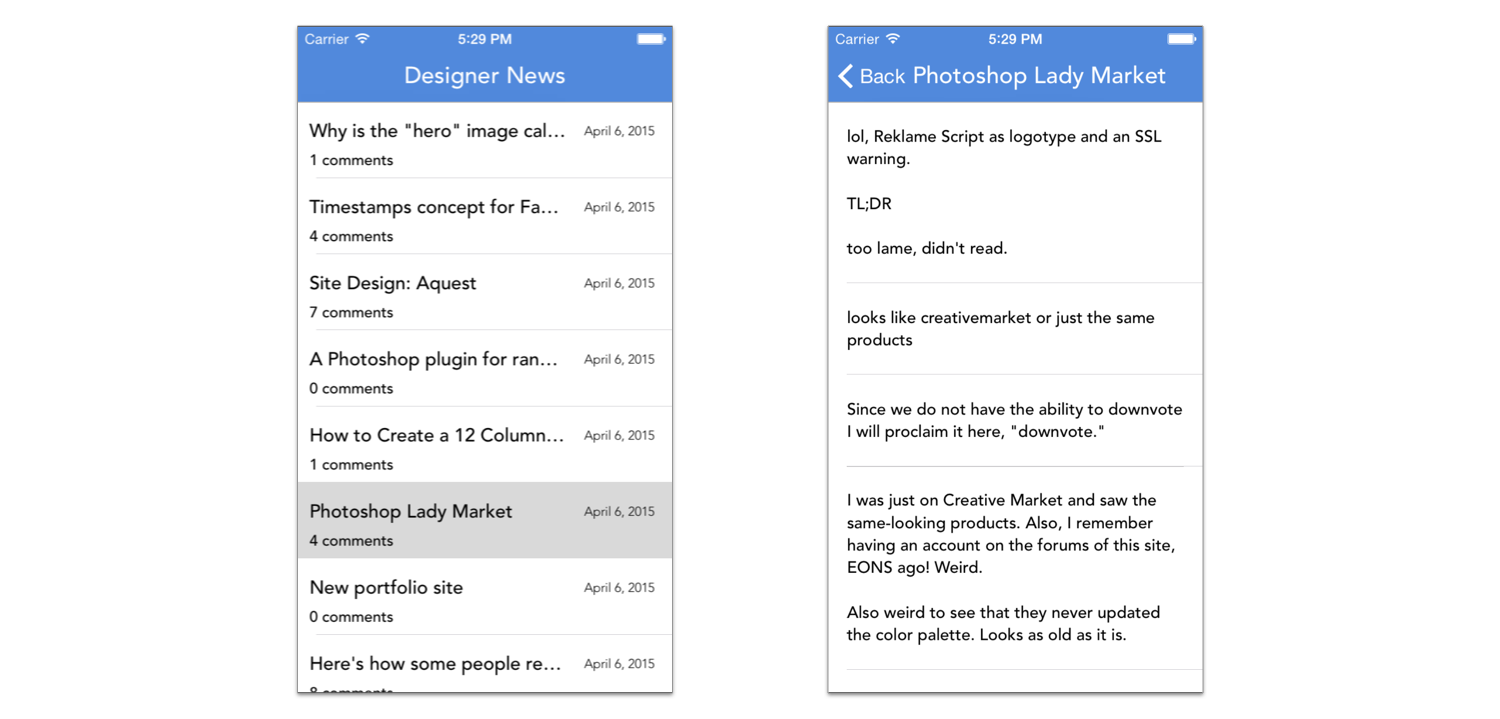 Carrier 5:29 PM
Designer News
Why is the "hero" image cal... April 6, 2015
1 comments
Timestamps concept for Fa... April 6, 2015
4 comments
Site Design: Aquest April 6, 2015
7 comments
A Photoshop plugin for ran... April 6, 2015
0 comments
How to Create a 12 Column... April 6, 2015
1 comments
Photoshop Lady Market April 6, 2015
4 comments
New portfolio site April 6, 2015
0 comments
Here's how some people re... April 6, 2015
8 comments
Carrier 5:29 PM
Back Photoshop Lady Market
lol, Reklame Script as logotype and an SSL
warning.
TL;DR
too lame, didn't read.
looks like creativemarket or just the same
products
Since we do not have the ability to downvote
I will proclaim it here, "downvote."
I was just on Creative Market and saw the
same-looking products. Also, I remember
having an account on the forums of this site,
EONS ago! Weird.
Also weird to see that they never updated
the color palette. Looks as old as it is.